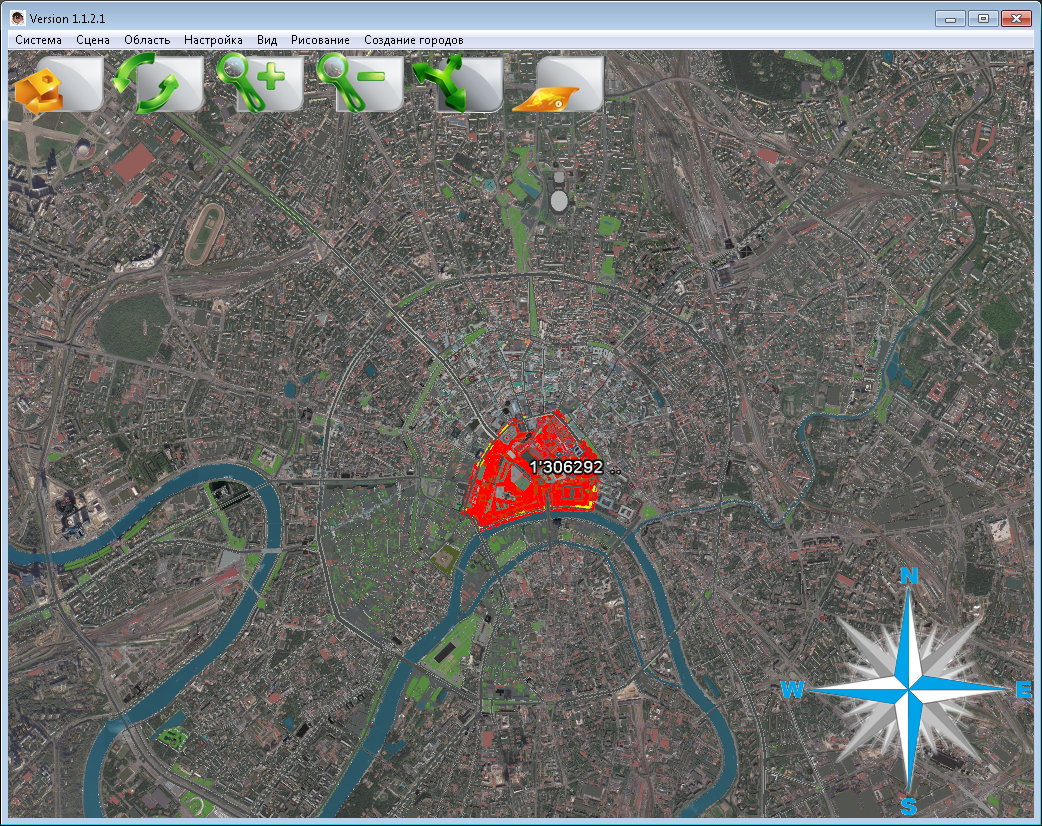 Version 1.1.2.1
Система Сцена Область Настройка Вид Рисование Создание городов
1'306292 ..
N
W E
S